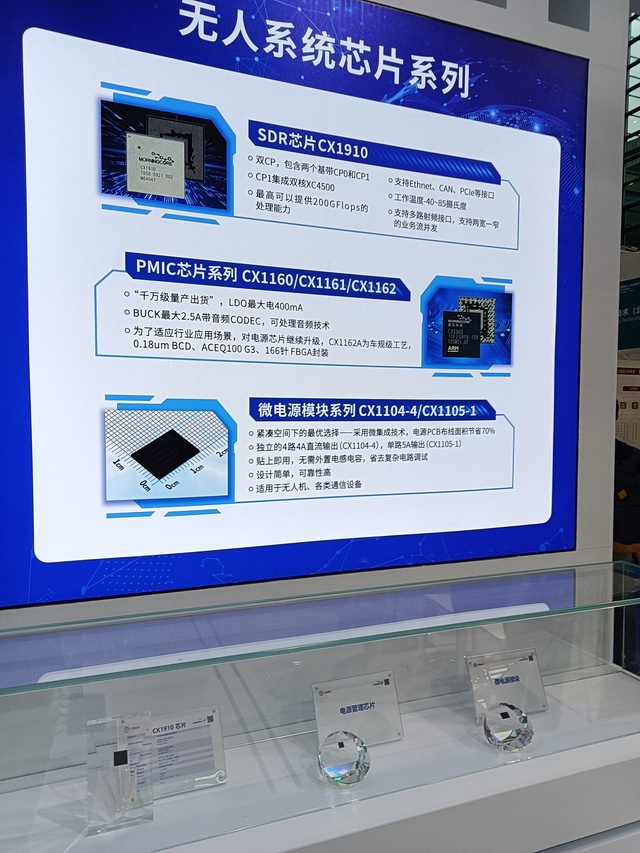 无人系统芯片系列
SDR芯片CX1910
双CP，包含两个基带CP0和CP1
CP1集成双核XC4500
最高可以提供200GFlops的
处理能力
支持Ethnet、CAN、PCIe等接口
工作温度-40~85摄氏度
支持多路射频接口，支持两宽一窄
的业务流并发
MORNINGCORE
CX1910
PMIC芯片系列 CX1160/CX1161/CX1162
“千万级量产出货”，LDO最大电400mA
BUCK最大2.5A带音频CODEC，可处理音频技术
为了适应行业应用场景，对电源芯片继续升级，CX1162A为车规级工艺，
0.18um BCD、ACEQ100 G3、166针 FBGA封装
CX1162
ARM
微电源模块系列 CX1104-4/CX1105-1
紧凑空间下的最优选择——采用微集成技术，电源PCB布线面积节省70%
独立的4路4A直流输出（CX1104-4），单路5A输出（CX1105-1）
贴上即用，无需外置电感电容，省去复杂电路调试
设计简单，可靠性高
适用于无人机、各类通信设备
1cm
0cm
0cm
1cm
2cm
CX1910 芯片
电源管理芯片
微电源模块